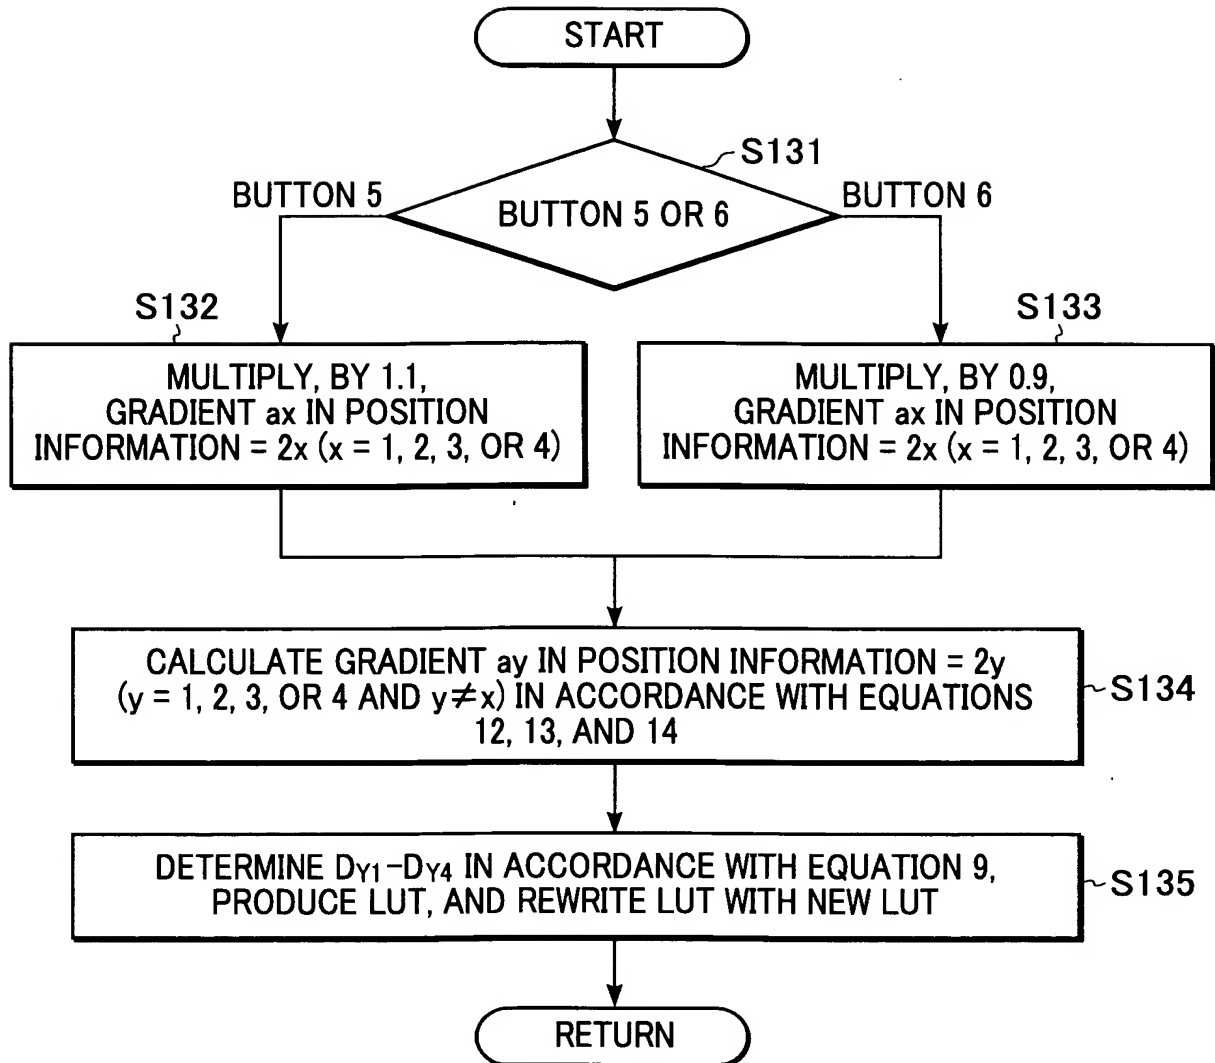 START
S131
BUTTON 5
BUTTON 5 OR 6
BUTTON 6
S132
MULTIPLY, BY 1.1,
GRADIENT ax IN POSITION
INFORMATION = 2x (x = 1, 2, 3, OR 4)
S133
MULTIPLY, BY 0.9,
GRADIENT ax IN POSITION
INFORMATION = 2x (x = 1, 2, 3, OR 4)
CALCULATE GRADIENT ay IN POSITION INFORMATION = 2y
(y = 1, 2, 3, OR 4 AND y≠x) IN ACCORDANCE WITH EQUATIONS
12, 13, AND 14
S134
DETERMINE DY1-DY4 IN ACCORDANCE WITH EQUATION 9,
PRODUCE LUT, AND REWRITE LUT WITH NEW LUT
S135
RETURN